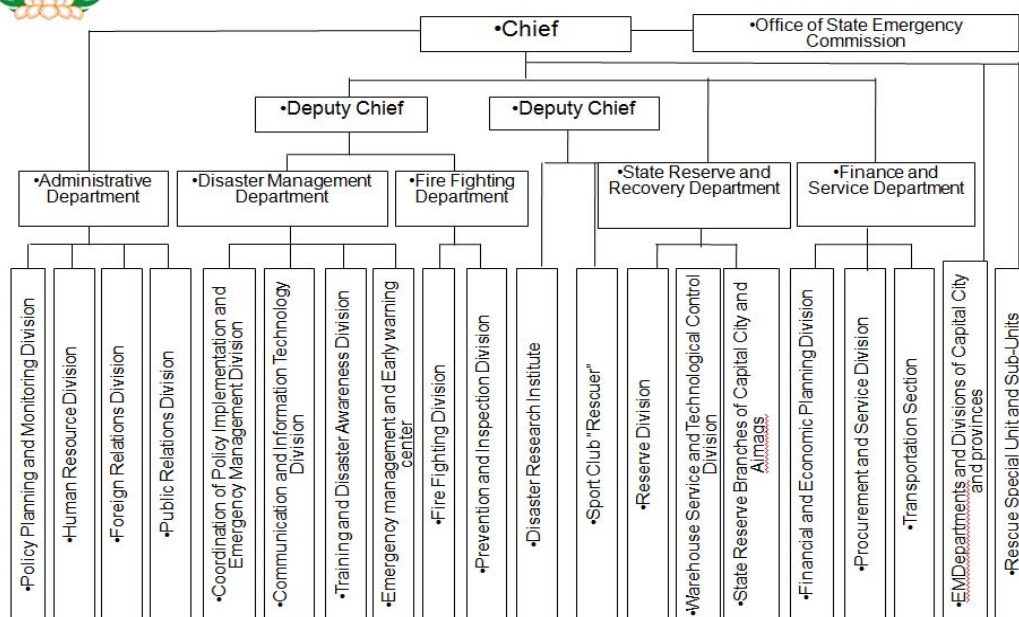 •Chief
•Office of State Emergency
Commission
•Deputy Chief
•Deputy Chief
•Administrative
Department
•Disaster Management
Department
•Fire Fighting
Department
•State Reserve and
Recovery Department
•Finance and
Service Department
•Policy Planning and Monitoring Division
•Human Resource Division
•Foreign Relations Division
•Public Relations Division
•Coordination of Policy Implementation and
Emergency Management Division
•Communication and Information Technology
Division
•Training and Disaster Awareness Division
•Emergency management and Early warning
center
•Fire Fighting Division
•Prevention and Inspection Division
•Disaster Research Institute
•Sport Club "Rescuer"
•Reserve Division
•Warehouse Service and Technological Control
Division
•State Reserve Branches of Capital City and
Aimags
•Financial and Economic Planning Division
•Procurement and Service Division
•Transportation Section
•EMDepartments and Divisions of Capital City
and provinces
•Rescue Special Unit and Sub-Units